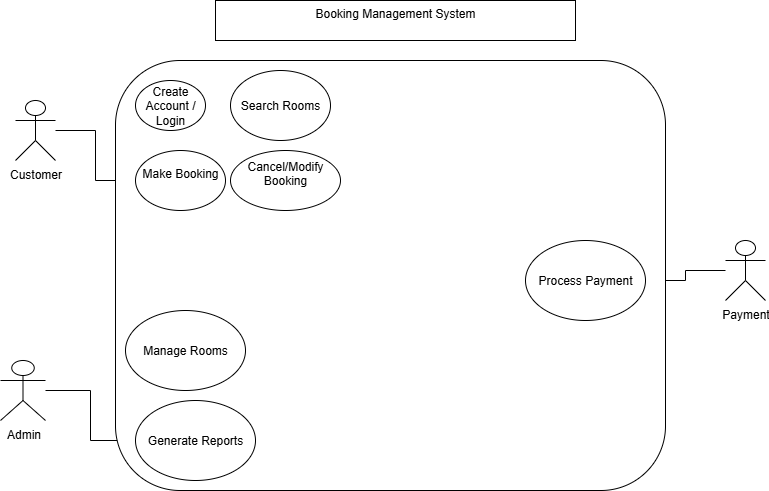 Booking Management System
Create
Account /
Login
Search Rooms
Customer
Make Booking
Cancel/Modify
Booking
Process Payment
Payment
Manage Rooms
Admin
Generate Reports